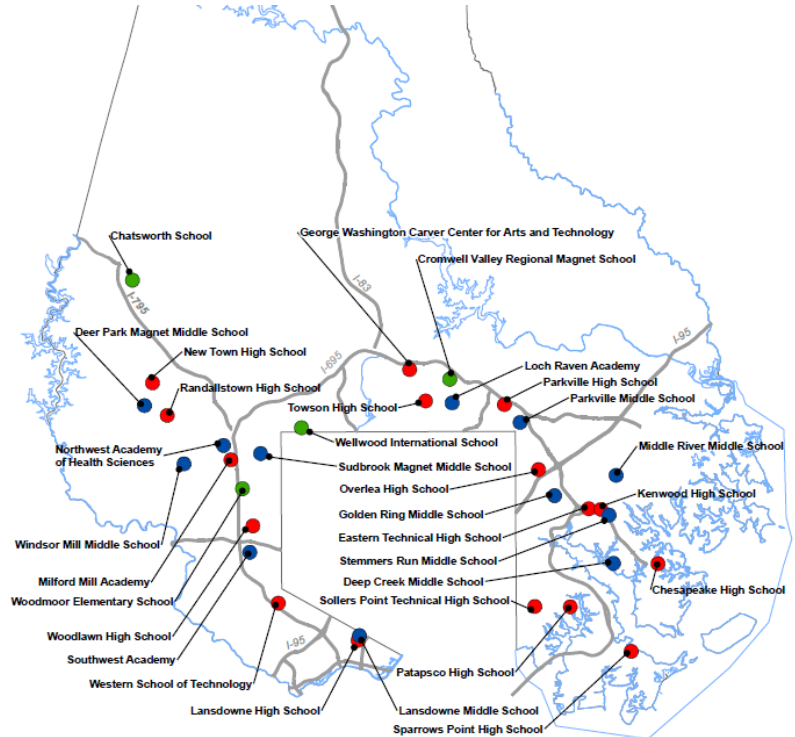 George Washington Carver Center for Arts and Technology
Chatsworth School
Cromwell Valley Regional Magnet School
I-795
I-83
Deer Park Magnet Middle School
I-95
New Town High School
I-695
Loch Raven Academy
Randallstown High School
Parkville High School
Parkville Middle School
Towson High School
Wellwood International School
Middle River Middle School
Northwest Academy
of Health Sciences
Sudbrook Magnet Middle School
Overlea High School
Kenwood High School
Golden Ring Middle School
Eastern Technical High School
Windsor Mill Middle School
Stemmers Run Middle School
Milford Mill Academy
Deep Creek Middle School
Chesapeake High School
Woodmoor Elementary School
Sollers Point Technical High School
Woodlawn High School
I-95
Southwest Academy
Patapsco High School
Western School of Technology
Lansdowne High School
Lansdowne Middle School
Sparrows Point High School